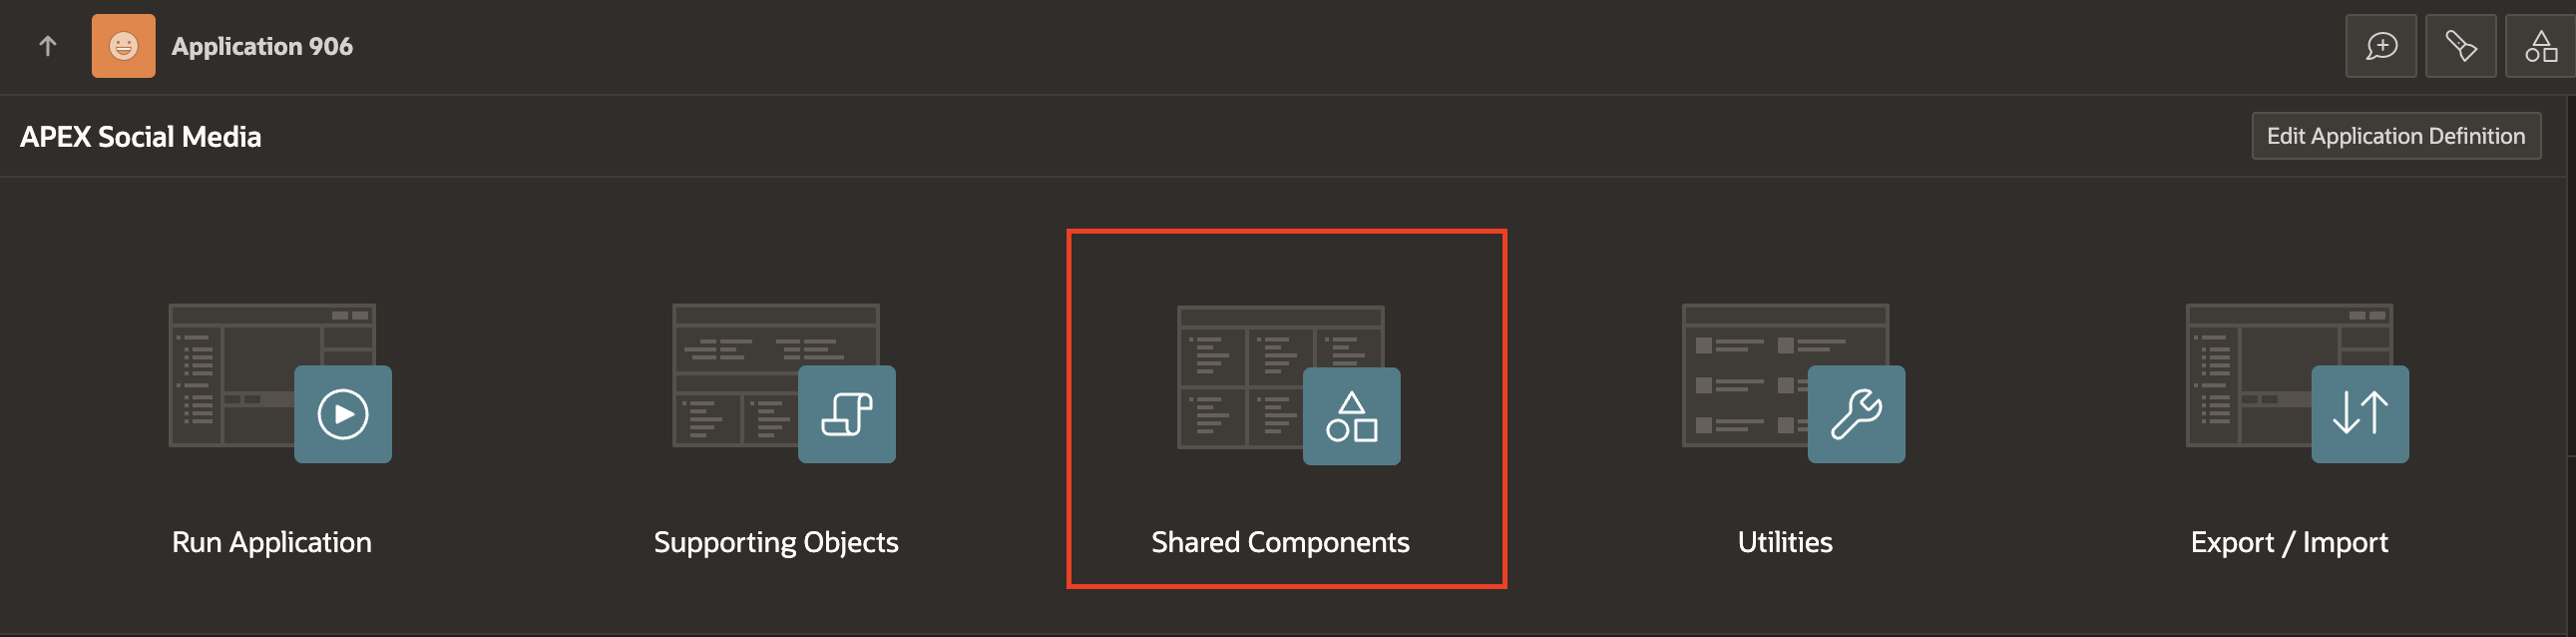 Application 906
APEX Social Media
Edit Application Definition
Run Application
Supporting Objects
Shared Components
Utilities
Export / Import